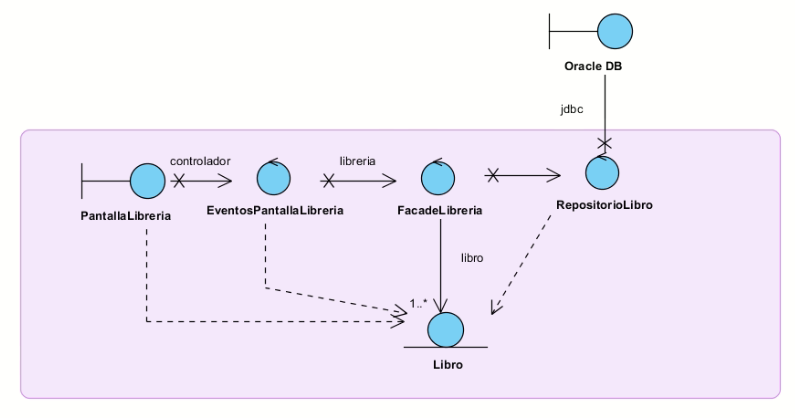 Oracle DB
jdbc
controlador
libreria
PantallaLibreria
EventosPantallaLibreria
FacadeLibreria
RepositorioLibro
libro
1..*
Libro